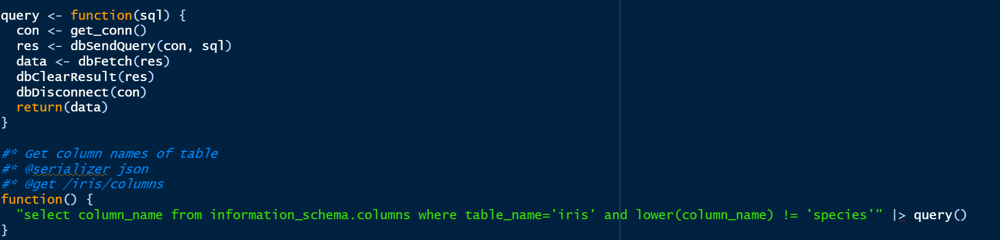 query <- function(sql) {
  con <- get_conn()
  res <- dbSendQuery(con, sql)
  data <- dbFetch(res)
  dbClearResult(res)
  dbDisconnect(con)
  return(data)
}

#* Get column names of table
#* @serializer json
#* @get /iris/columns
function() {
  "select column_name from information_schema.columns where table_name='iris' and lower(column_name) != 'species'" |> query()
}